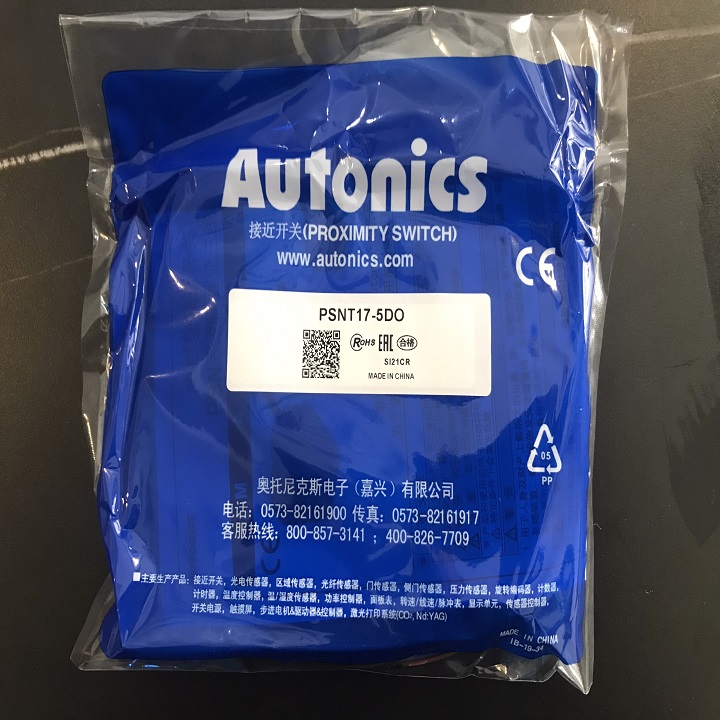 Autonics
接近开关(PROXIMITY SWITCH)
www.autonics.com
CE
PSNT17-5DO
RoHS EAC 合格
SI21CR
MADE IN CHINA
05
PP
奥托尼克斯电子（嘉兴）有限公司
电话: 0573-82161900 传真: 0573-82161917
客服热线: 800-857-3141 ; 400-826-7709
■主要生产产品: 接近开关, 光电传感器, 区域传感器, 光纤传感器, 门传感器, 侧门传感器, 压力传感器, 旋转编码器, 计数器,
计时器, 温度控制器, 温/湿度传感器, 功率控制器, 面板表, 转速/线速/脉冲表, 显示单元, 传感器控制器,
开关电源, 触摸屏, 步进电机&驱动器&控制器, 激光打印系统(CO₂, Nd:YAG)
MADE IN CHINA
IB-19-34